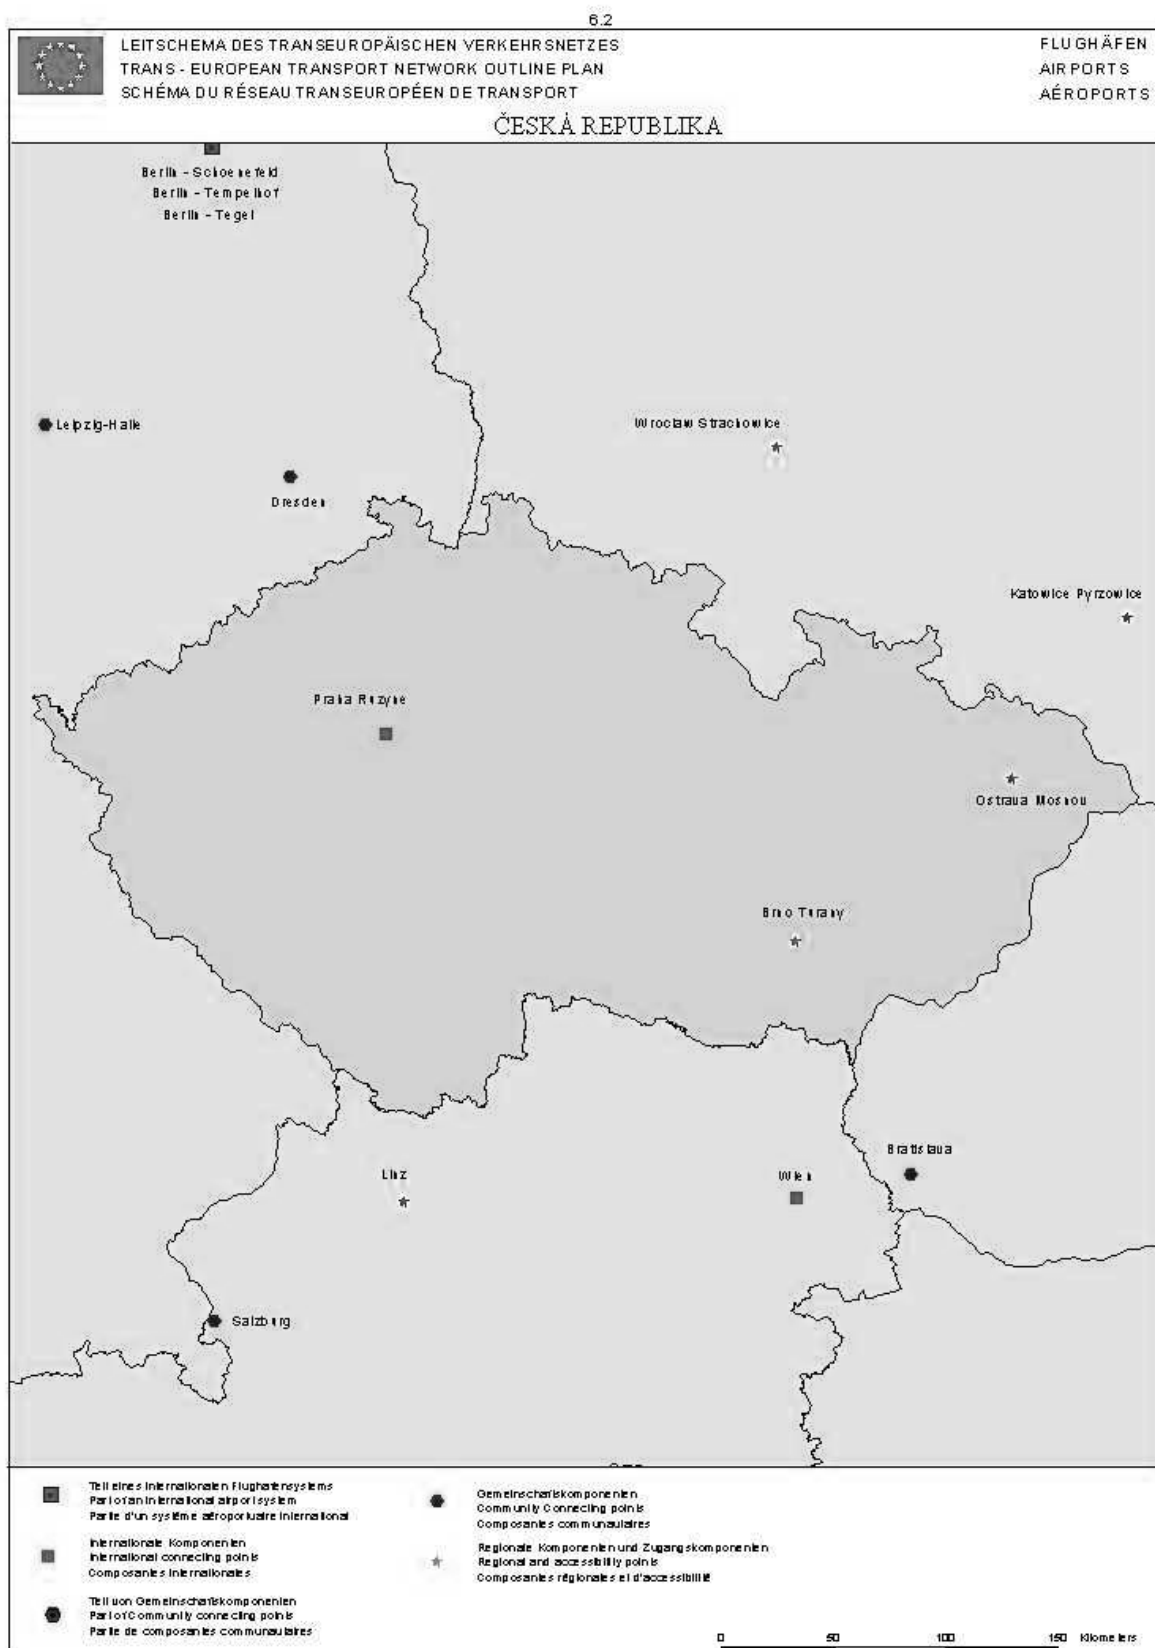 6.2
LEITSCHEMA DES TRANSEUROPÄISCHEN VERKEHRSNETZES
TRANS - EUROPEAN TRANSPORT NETWORK OUTLINE PLAN
SCHÉMA DU RÉSEAU TRANSEUROPÉEN DE TRANSPORT
FLUGHÄFEN
AIRPORTS
AÉROPORTS
ČESKÁ REPUBLIKA
Berlin - Schoenefeld
Berlin - Tempelhof
Berlin - Tegel
Leipzig-Halle
Dresden
Wroclaw Strachowice
Katowice Pyrzowice
Praha Ruzyne
Ostrava Mosnov
Brno Turany
Linz
Wien
Bratislava
Salzburg
Teil eines internationalen Flughafensystems
Part of an international airport system
Partie d'un système aéroportuaire international
Internationale Komponenten
International connecting points
Composantes internationales
Teil von Gemeinschaftskomponenten
Part of Community connecting points
Partie de composantes communautaires
Gemeinschaftskomponenten
Community Connecting points
Composantes communautaires
Regionale Komponenten und Zugangskomponenten
Regional and accessibility points
Composantes régionales et d'accessibilité
0 50 100 150 Kilometers